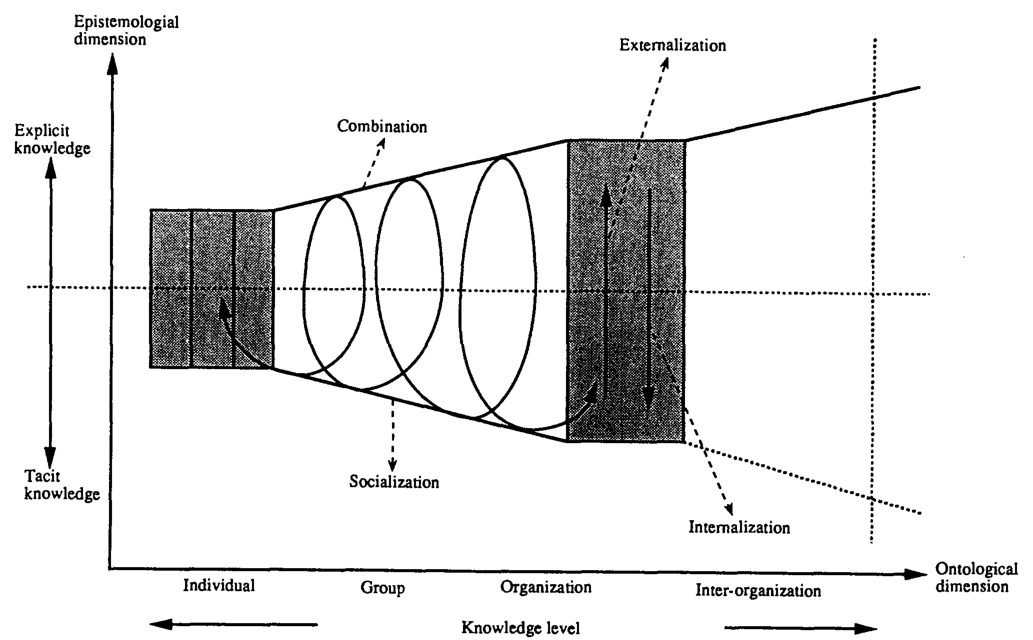 Epistemologial
dimension
Externalization
Combination
Explicit
knowledge
Tacit
knowledge
Socialization
Internalization
Individual
Group
Organization
Inter-organization
Ontological
dimension
Knowledge level